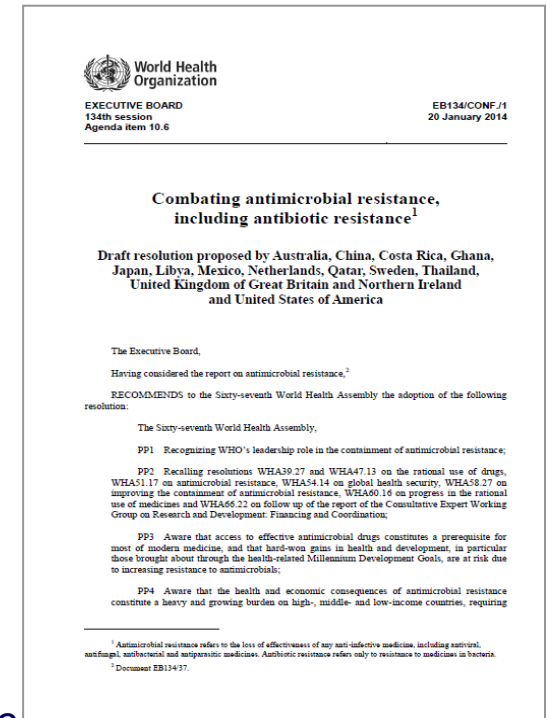 World Health
Organization
EXECUTIVE BOARD EB134/CONF./1
134th session 20 January 2014
Agenda item 10.6
Combating antimicrobial resistance,
including antibiotic resistance1
Draft resolution proposed by Australia, China, Costa Rica, Ghana,
Japan, Libya, Mexico, Netherlands, Qatar, Sweden, Thailand,
United Kingdom of Great Britain and Northern Ireland
and United States of America
The Executive Board,
Having considered the report on antimicrobial resistance,2
RECOMMENDS to the Sixty-seventh World Health Assembly the adoption of the following
resolution:
The Sixty-seventh World Health Assembly,
PP1 Recognizing WHO's leadership role in the containment of antimicrobial resistance;
PP2 Recalling resolutions WHA39.27 and WHA47.13 on the rational use of drugs,
WHA51.17 on antimicrobial resistance, WHA54.14 on global health security, WHA58.27 on
improving the containment of antimicrobial resistance, WHA60.16 on progress in the rational
use of medicines and WHA66.22 on follow up of the report of the Consultative Expert Working
Group on Research and Development: Financing and Coordination;
PP3 Aware that access to effective antimicrobial drugs constitutes a prerequisite for
most of modern medicine, and that hard-won gains in health and development, in particular
those brought about through the health-related Millennium Development Goals, are at risk due
to increasing resistance to antimicrobials;
PP4 Aware that the health and economic consequences of antimicrobial resistance
constitute a heavy and growing burden on high-, middle- and low-income countries, requiring
1 Antimicrobial resistance refers to the loss of effectiveness of any anti-infective medicine, including antiviral,
antifungal, antibacterial and antiparasitic medicines. Antibiotic resistance refers only to resistance to medicines in bacteria.
2 Document EB134/37.